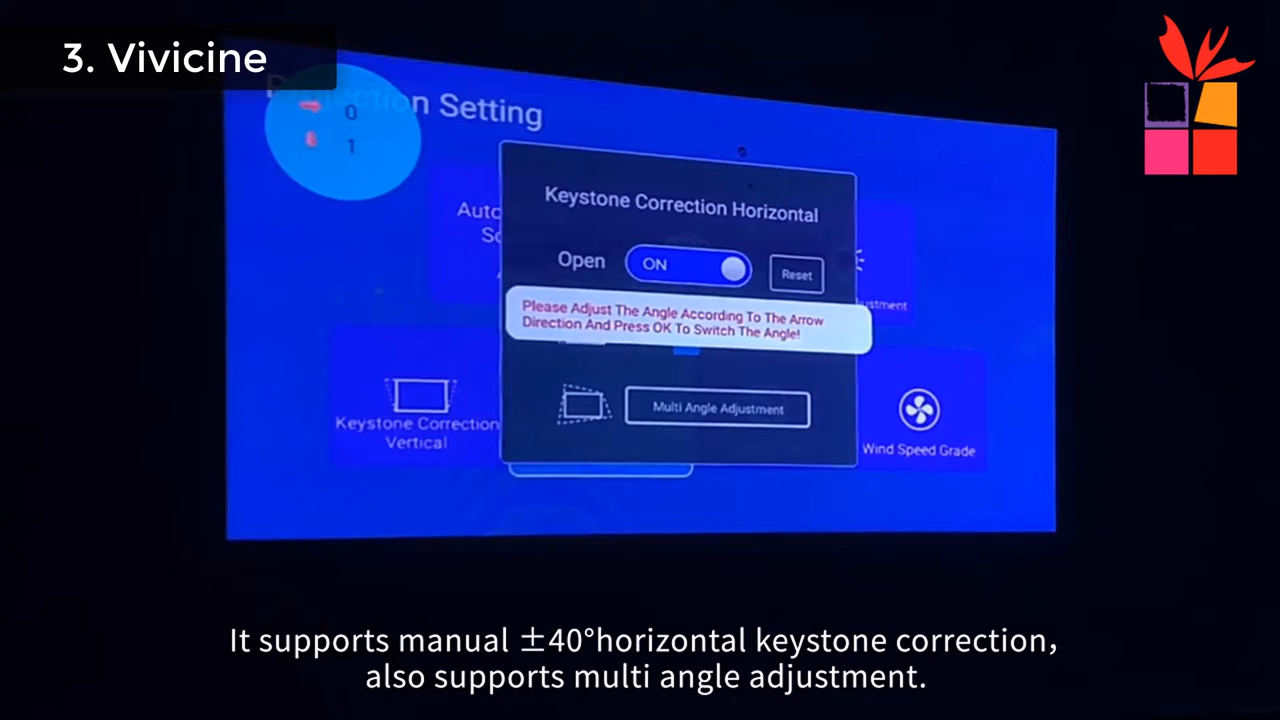 3. Vivicine
Projection Setting
0
1
Keystone Correction Horizontal
Auto
Open
ON
Reset
Please Adjust The Angle According To The Arrow
Direction And Press OK To Switch The Angle!
Multi Angle Adjustment
Keystone Correction
Vertical
Wind Speed Grade
It supports manual ±40°horizontal keystone correction,
also supports multi angle adjustment.